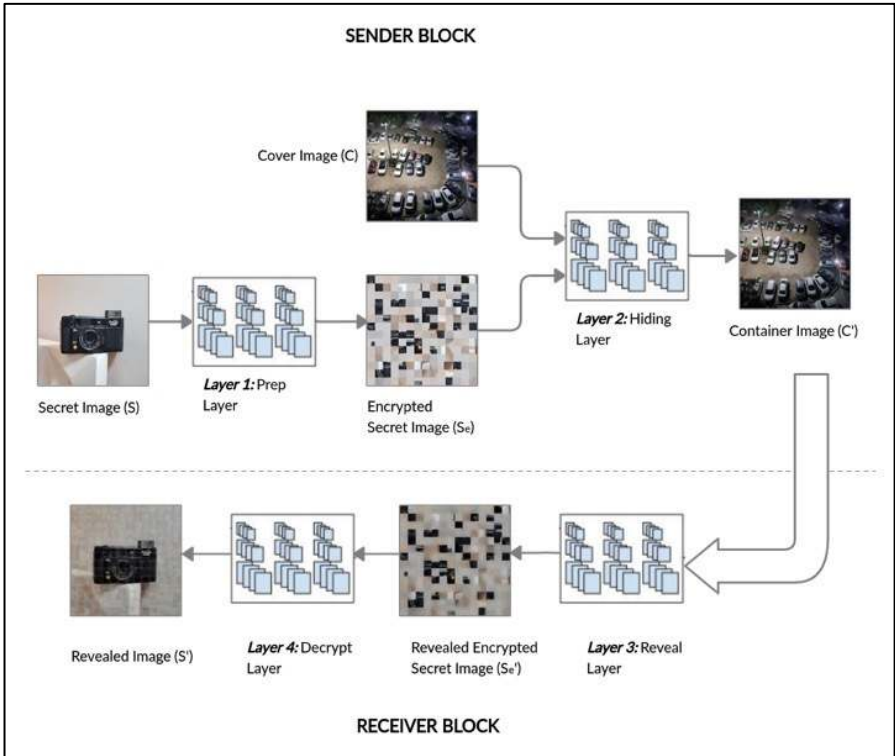 SENDER BLOCK
Cover Image (C)
Layer 2: Hiding
Layer
Container Image (C')
Layer 1: Prep
Layer
Secret Image (S)
Encrypted
Secret Image (Se)
Revealed Image (S')
Layer 4: Decrypt
Layer
Revealed Encrypted
Secret Image (Se')
Layer 3: Reveal
Layer
RECEIVER BLOCK